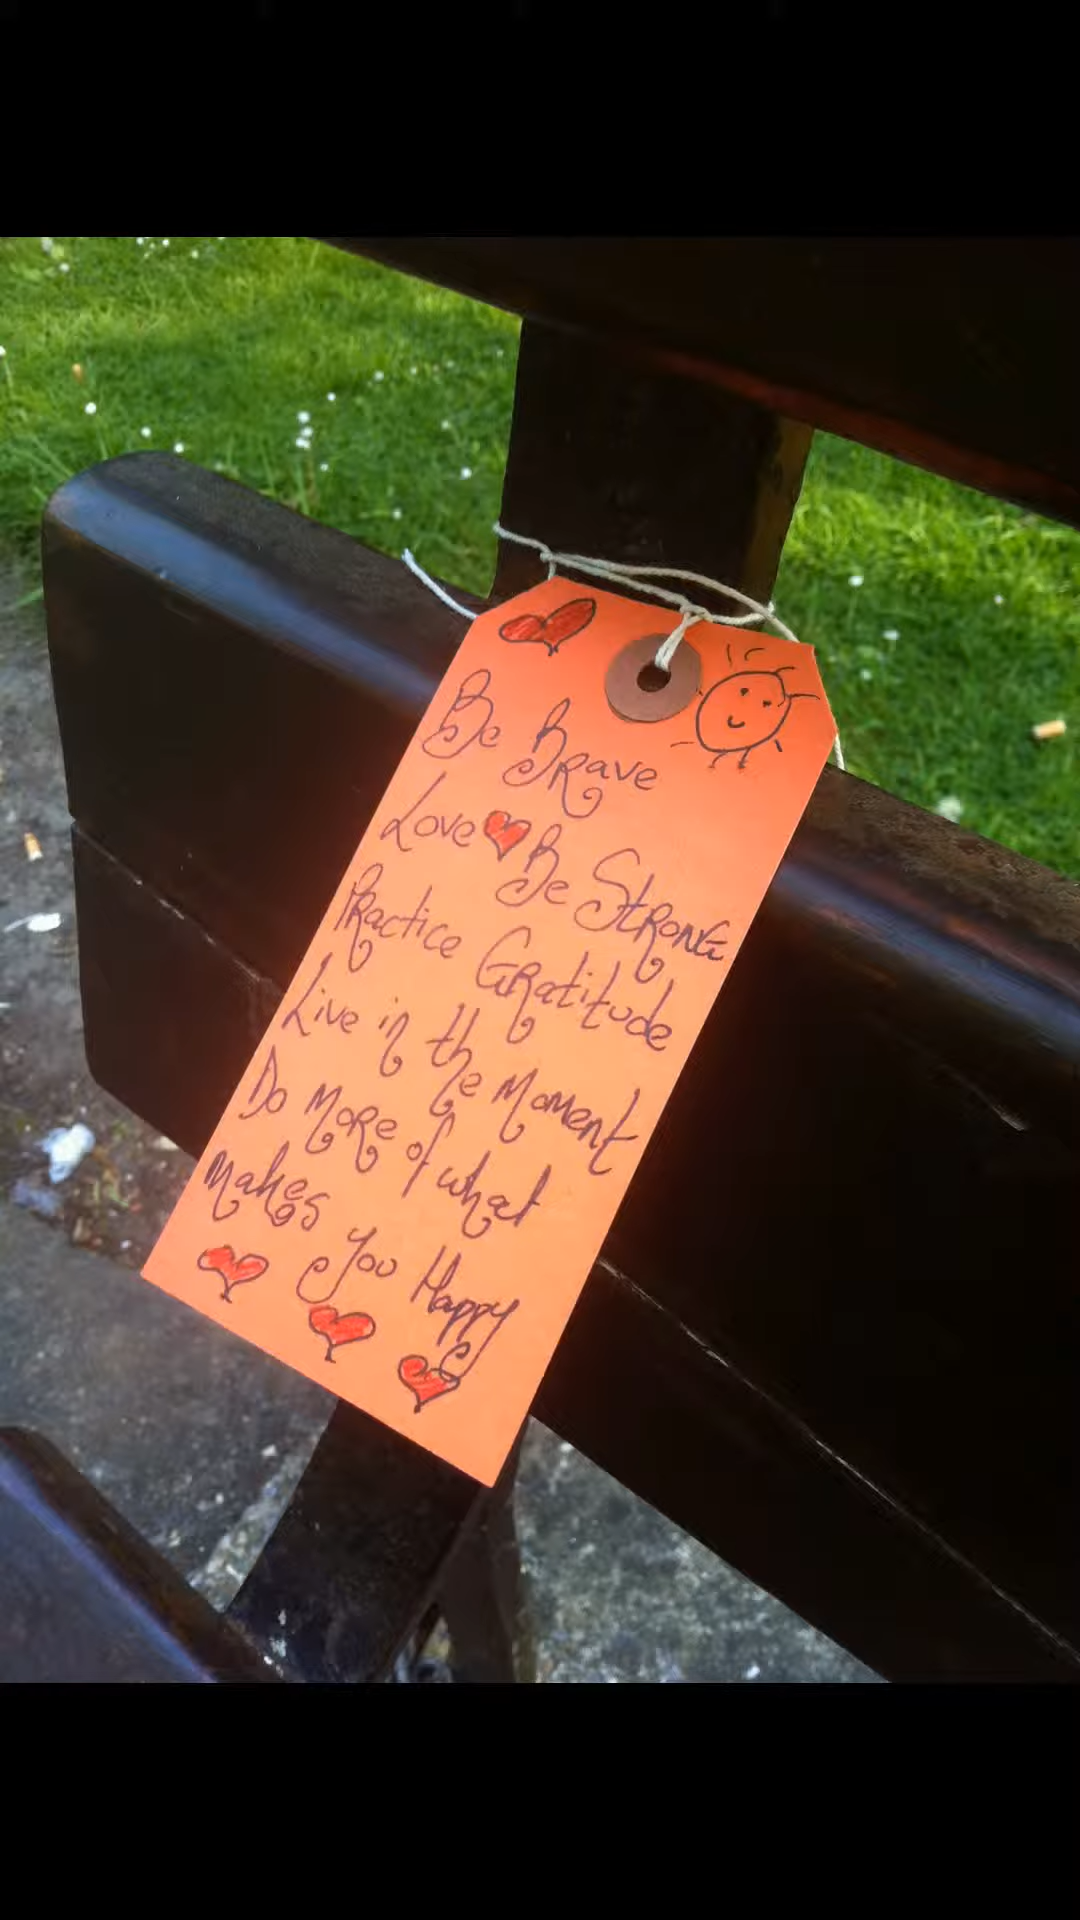 Be Brave
Love Be Strong
Practice Gratitude
Live in the Moment
Do More of what
makes you Happy